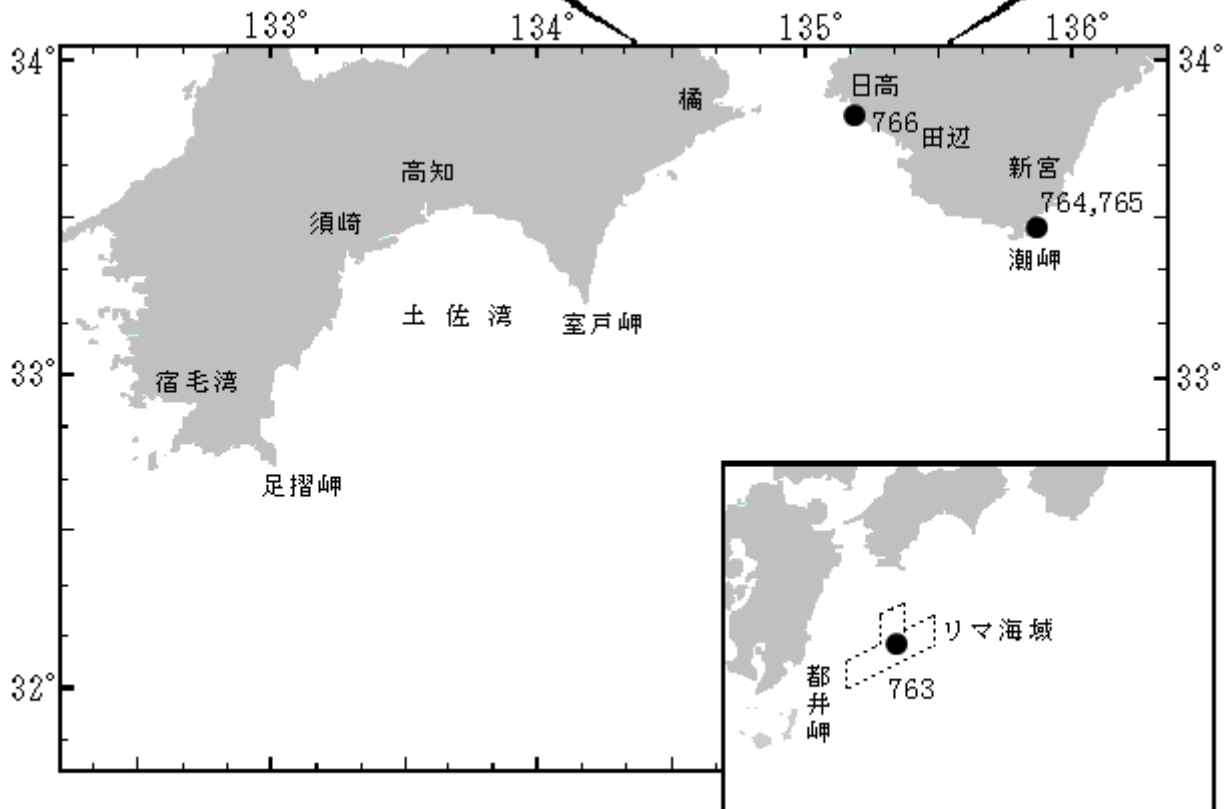 133° 134° 135° 136°
34° 34°
橘
日高
766
田辺
高知
新宮
764,765
須崎
潮岬
土佐湾
室戸岬
33° 33°
宿毛湾
足摺岬
リマ海域
32°
763
都井岬